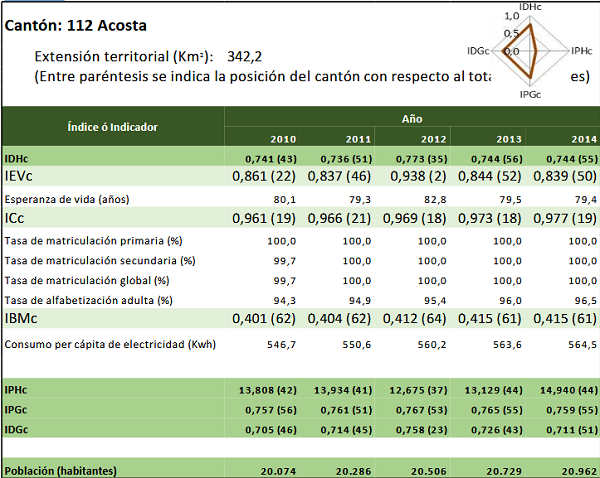 IDHc
1,0
Cantón: 112 Acosta
0,5
IDGc
0,0
IPHc
Extensión territorial (Km²): 342,2
(Entre paréntesis se indica la posición del cantón con respecto al tota es)
IPGc
Índice ó Indicador
Año
2010 2011 2012 2013 2014
IDHc 0,741 (43) 0,736 (51) 0,773 (35) 0,744 (56) 0,744 (55)
IEVc 0,861 (22) 0,837 (46) 0,938 (2) 0,844 (52) 0,839 (50)
Esperanza de vida (años) 80,1 79,3 82,8 79,5 79,4
ICc 0,961 (19) 0,966 (21) 0,969 (18) 0,973 (18) 0,977 (19)
Tasa de matriculación primaria (%) 100,0 100,0 100,0 100,0 100,0
Tasa de matriculación secundaria (%) 99,7 100,0 100,0 100,0 100,0
Tasa de matriculación global (%) 99,7 100,0 100,0 100,0 100,0
Tasa de alfabetización adulta (%) 94,3 94,9 95,4 96,0 96,5
IBMc 0,401 (62) 0,404 (62) 0,412 (64) 0,415 (61) 0,415 (61)
Consumo per cápita de electricidad (Kwh) 546,7 550,6 560,2 563,6 564,5
IPHc 13,808 (42) 13,934 (41) 12,675 (37) 13,129 (44) 14,940 (44)
IPGc 0,757 (56) 0,761 (51) 0,767 (53) 0,765 (55) 0,759 (55)
IDGc 0,705 (46) 0,714 (45) 0,758 (23) 0,726 (43) 0,711 (51)
Población (habitantes) 20.074 20.286 20.506 20.729 20.962